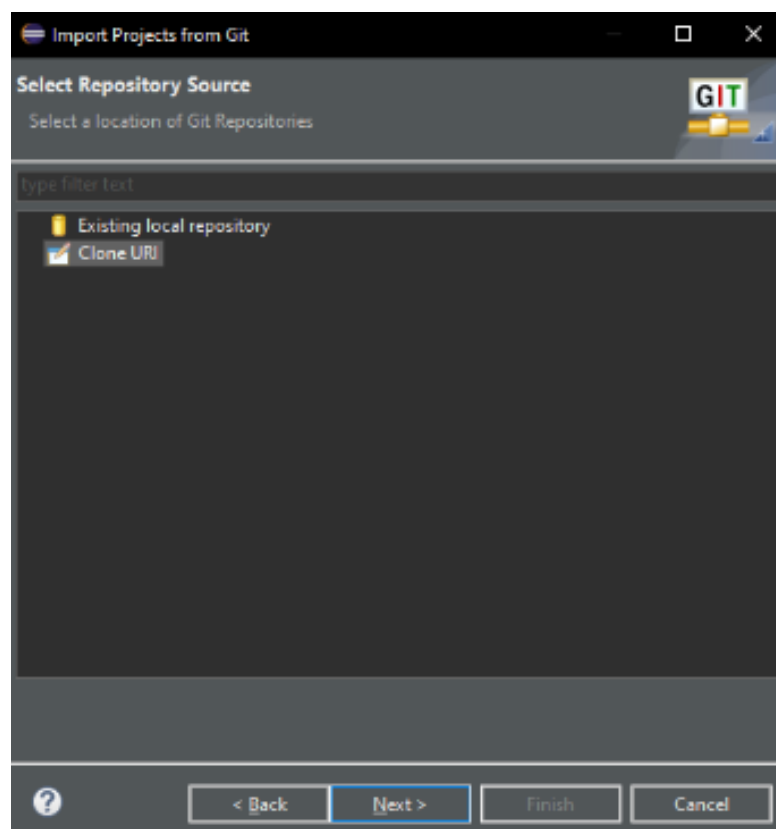 Import Projects from Git
Select Repository Source
Select a location of Git Repositories
GIT
type filter text
Existing local repository
Clone URI
?
< Back
Next >
Finish
Cancel